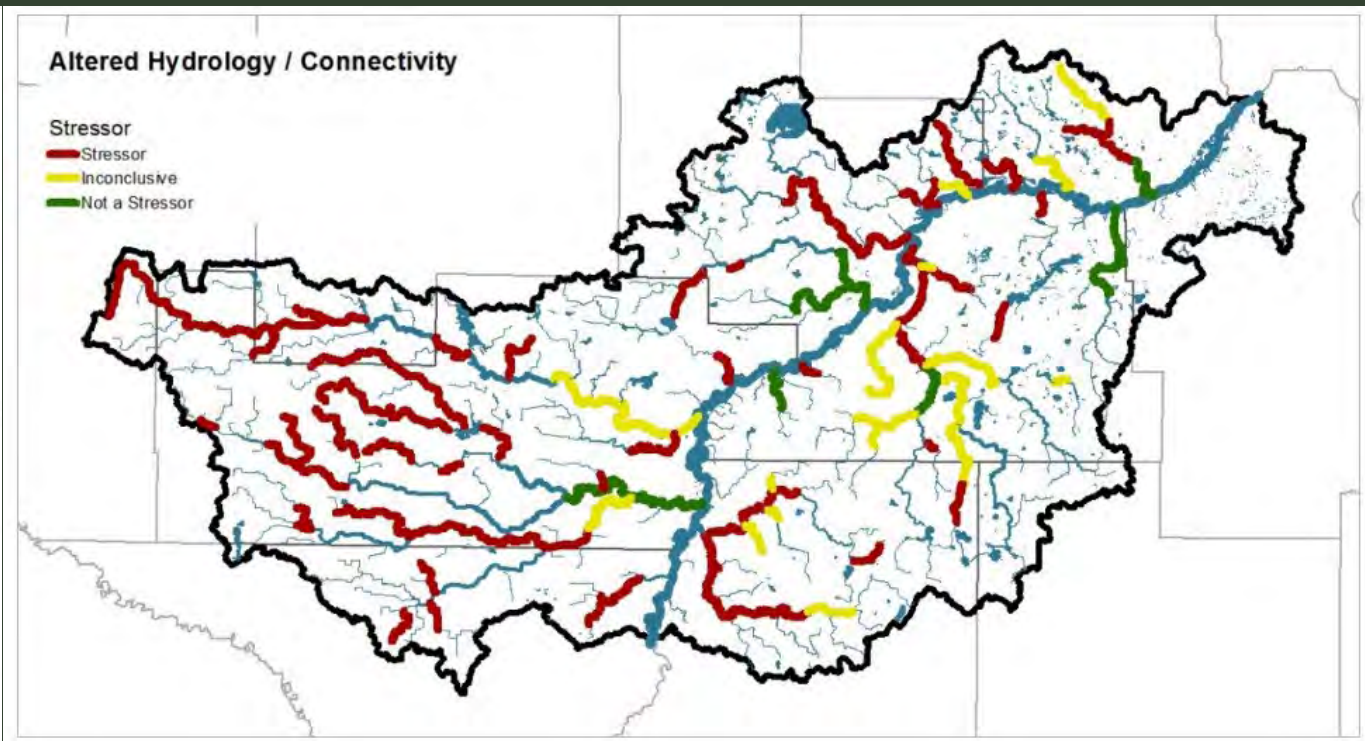 Altered Hydrology / Connectivity
Stressor
Stressor
Inconclusive
Not a Stressor